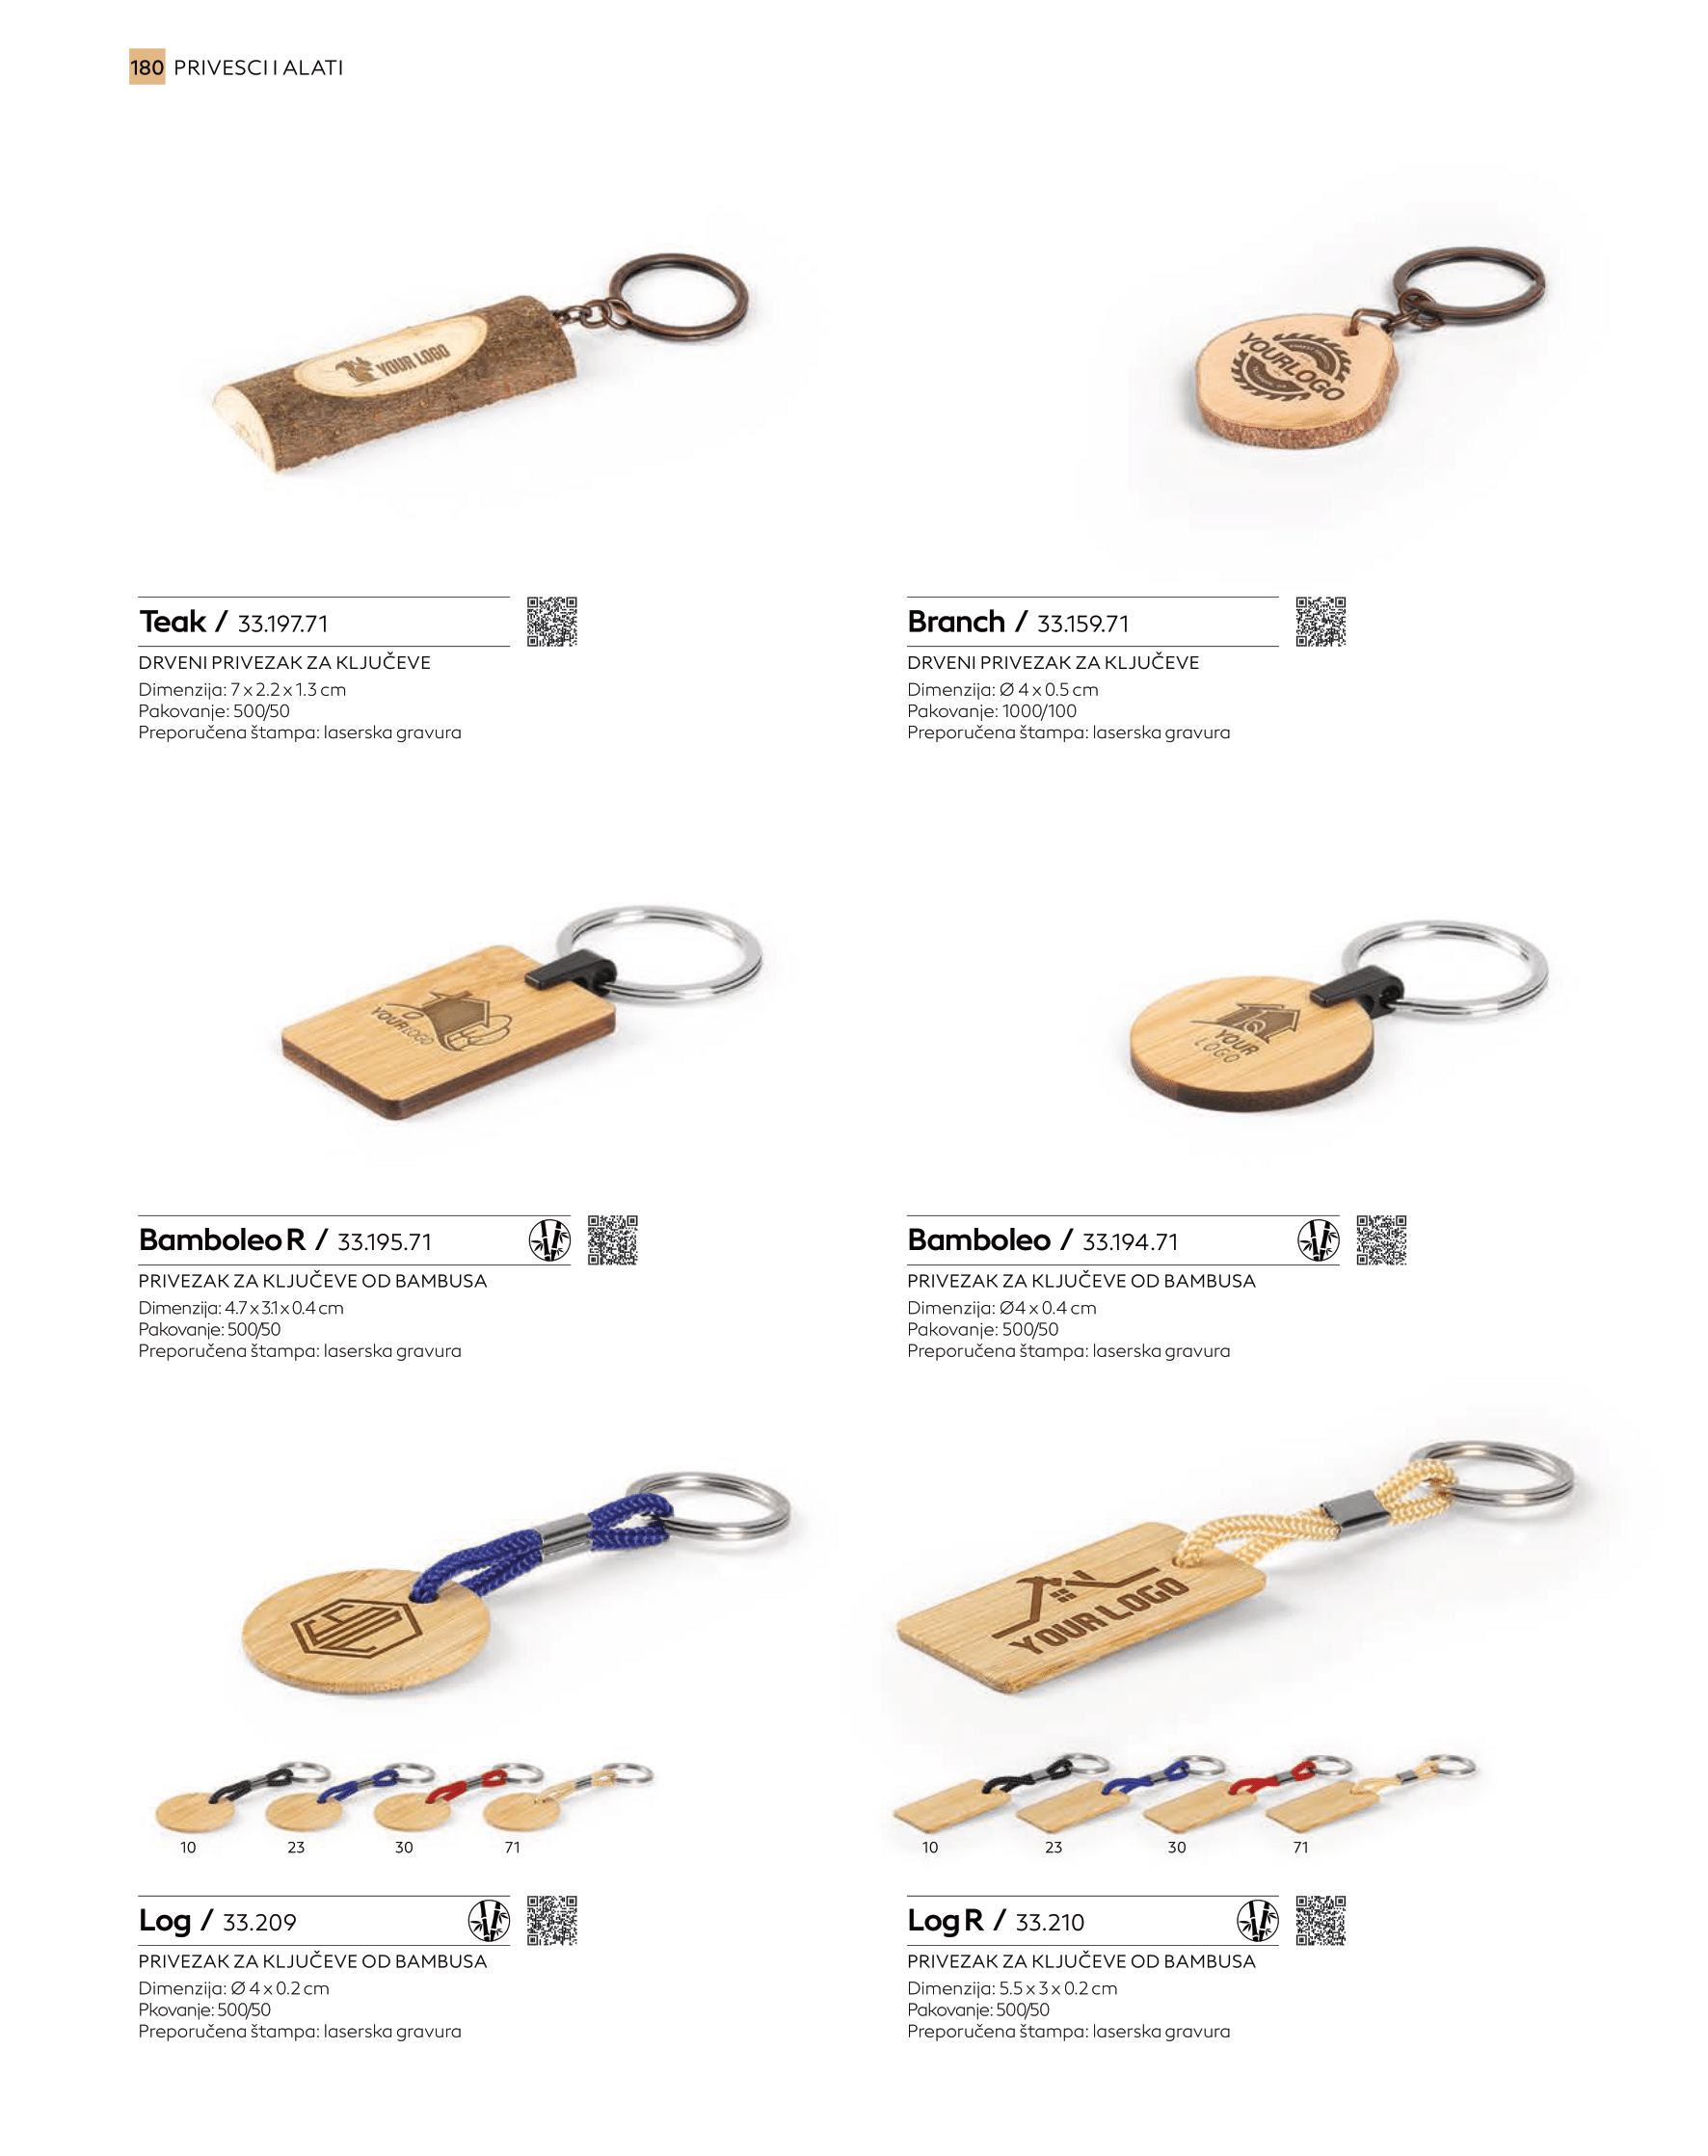 180 PRIVESCI I ALATI
YOUR LOGO
YOURLOGO
Teak / 33.197.71
DRVENI PRIVEZAK ZA KLJUČEVE
Dimenzija: 7 x 2.2 x 1.3 cm
Pakovanje: 500/50
Preporučena štampa: laserska gravura
Branch / 33.159.71
DRVENI PRIVEZAK ZA KLJUČEVE
Dimenzija: Ø 4 x 0.5 cm
Pakovanje: 1000/100
Preporučena štampa: laserska gravura
YOURLOGO
YOUR
LOGO
Bamboleo R / 33.195.71
PRIVEZAK ZA KLJUČEVE OD BAMBUSA
Dimenzija: 4.7 x 3.1 x 0.4 cm
Pakovanje: 500/50
Preporučena štampa: laserska gravura
Bamboleo / 33.194.71
PRIVEZAK ZA KLJUČEVE OD BAMBUSA
Dimenzija: Ø4 x 0.4 cm
Pakovanje: 500/50
Preporučena štampa: laserska gravura
YOUR LOGO
10 23 30 71
10 23 30 71
Log / 33.209
PRIVEZAK ZA KLJUČEVE OD BAMBUSA
Dimenzija: Ø 4 x 0.2 cm
Pkovanje: 500/50
Preporučena štampa: laserska gravura
Log R / 33.210
PRIVEZAK ZA KLJUČEVE OD BAMBUSA
Dimenzija: 5.5 x 3 x 0.2 cm
Pakovanje: 500/50
Preporučena štampa: laserska gravura